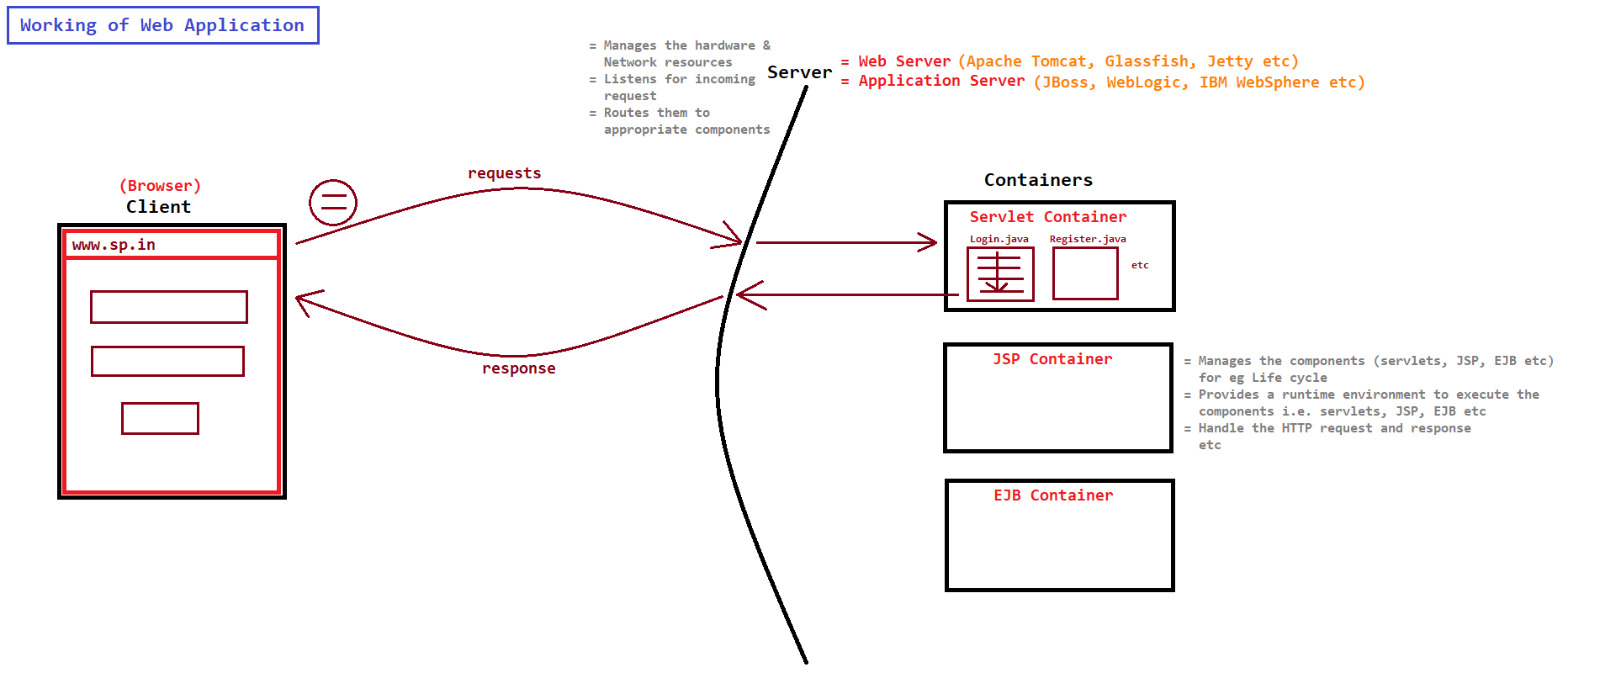 Working of Web Application
= Manages the hardware &
Network resources
= Listens for incoming
request
= Routes them to
appropriate components
Server
= Web Server (Apache Tomcat, Glassfish, Jetty etc)
= Application Server (JBoss, WebLogic, IBM WebSphere etc)
(Browser)
Client
www.sp.in
requests
response
Containers
Servlet Container
Login.java Register.java
etc
JSP Container
= Manages the components (servlets, JSP, EJB etc)
for eg Life cycle
= Provides a runtime environment to execute the
components i.e. servlets, JSP, EJB etc
= Handle the HTTP request and response
etc
EJB Container